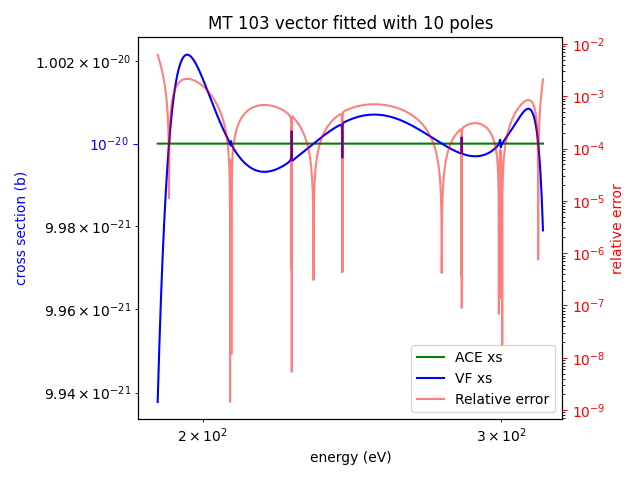 MT 103 vector fitted with 10 poles
1.002 × 10⁻²⁰
10⁻²⁰
9.98 × 10⁻²¹
9.96 × 10⁻²¹
9.94 × 10⁻²¹
cross section (b)
10⁻²
10⁻³
10⁻⁴
10⁻⁵
10⁻⁶
10⁻⁷
10⁻⁸
10⁻⁹
relative error
ACE xs
VF xs
Relative error
2 × 10²
3 × 10²
energy (eV)